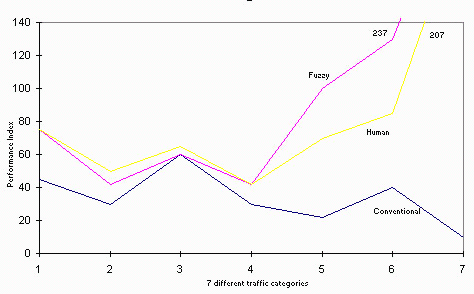 140
237
207
120
Fuzzy
100
80
Human
60
40
Conventional
20
0
Performance Index
1 2 3 4 5 6 7
7 different traffic categories